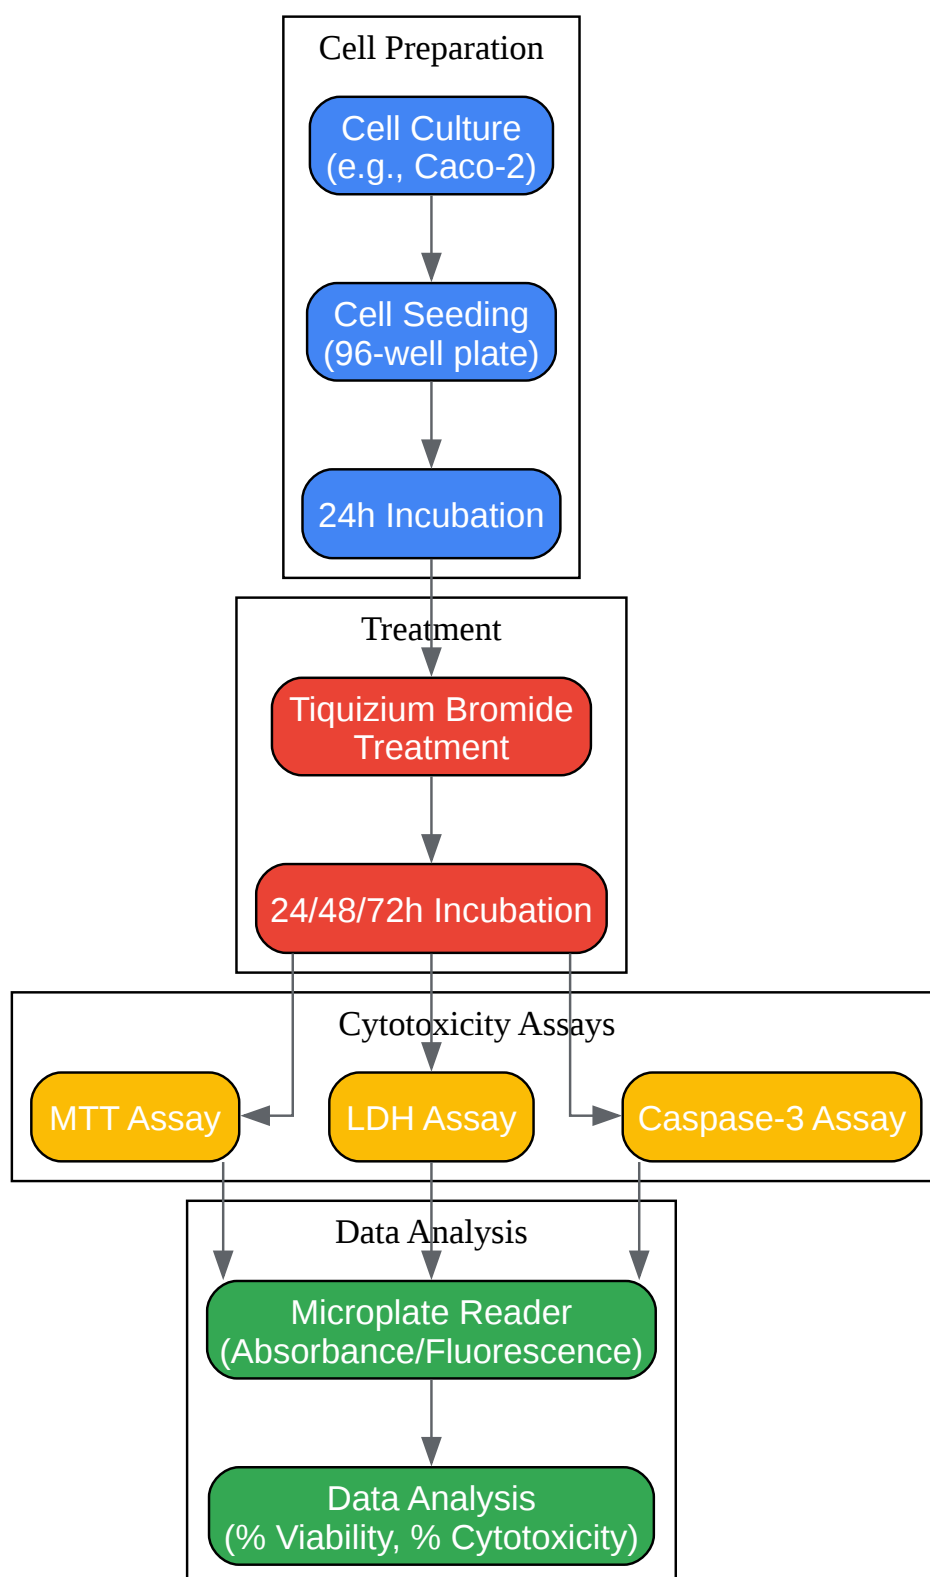 Cell Preparation
Cell Culture
(e.g., Caco-2)
Cell Seeding
(96-well plate)
24h Incubation
Treatment
Tiquizium Bromide
Treatment
24/48/72h Incubation
Cytotoxicity Assays
MTT Assay
LDH Assay
Caspase-3 Assay
Data Analysis
Microplate Reader
(Absorbance/Fluorescence)
Data Analysis
(% Viability, % Cytotoxicity)